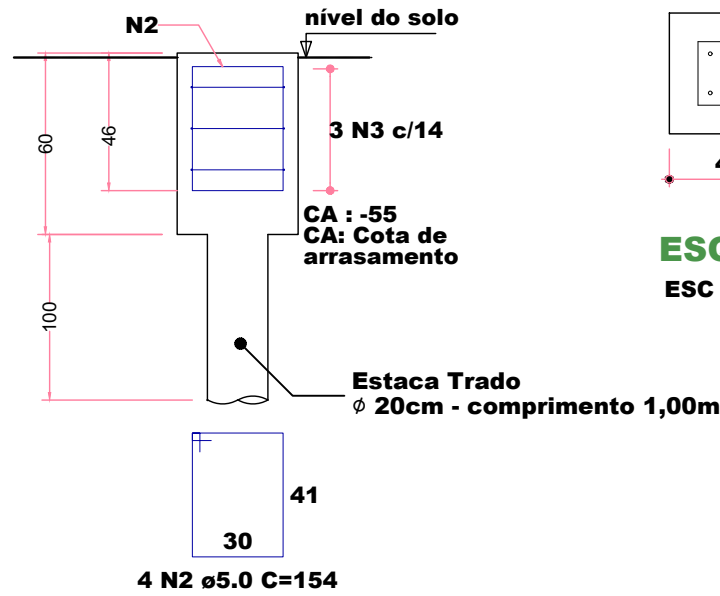 N2
nível do solo
60
46
3 N3 c/14
CA : -55
CA: Cota de
arrasamento
100
Estaca Trado
ø 20cm - comprimento 1,00m
41
30
4 N2 ø5.0 C=154
ESC